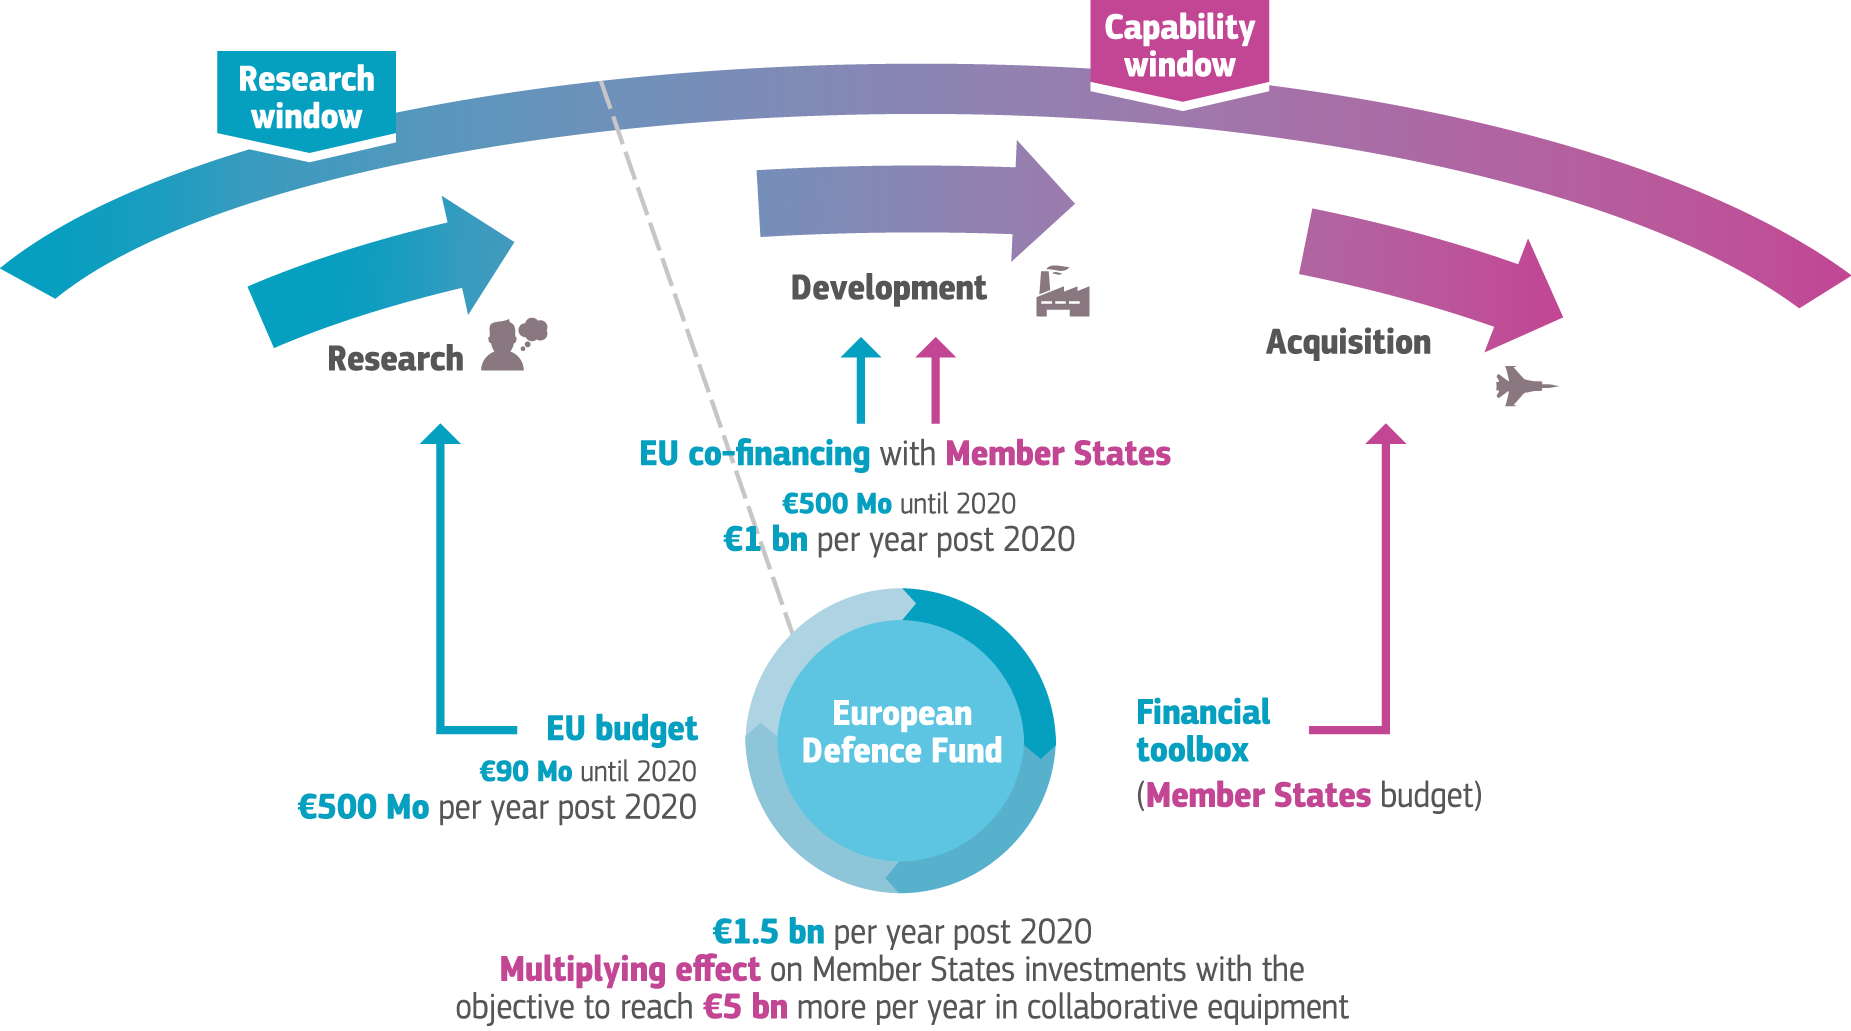 Research
window
Capability
window
Research
Development
Acquisition
EU co-financing with Member States
€500 Mo until 2020
€1 bn per year post 2020
EU budget
€90 Mo until 2020
€500 Mo per year post 2020
European
Defence Fund
Financial
toolbox
(Member States budget)
€1.5 bn per year post 2020
Multiplying effect on Member States investments with the
objective to reach €5 bn more per year in collaborative equipment